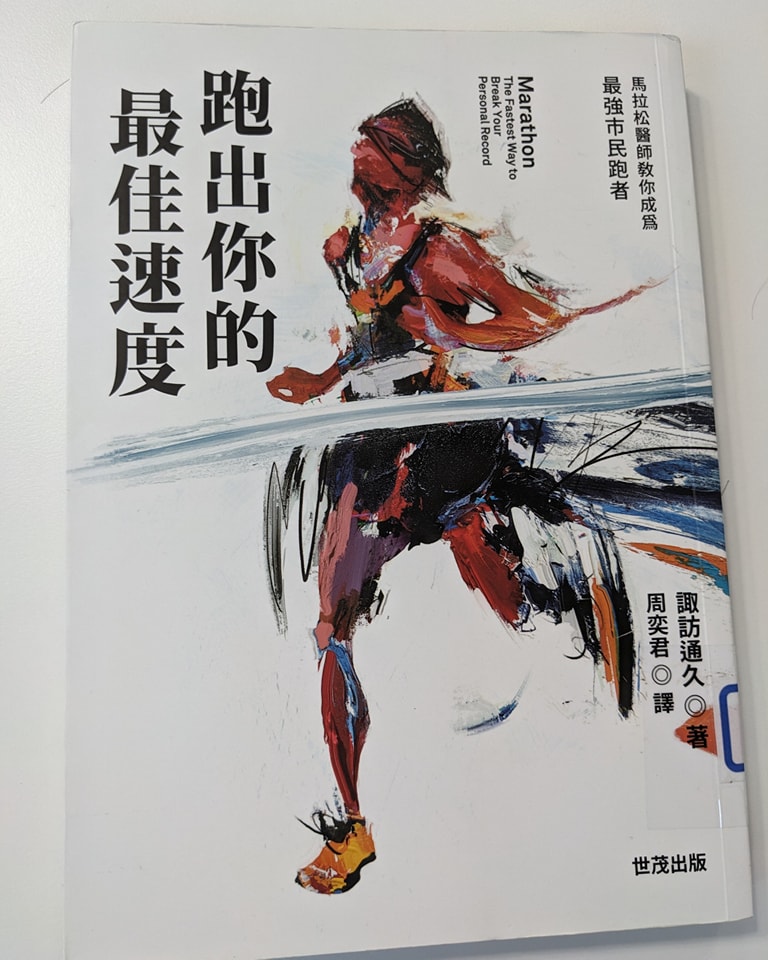 馬拉松醫師教你成為
最強市民跑者
Marathon
The Fastest Way to
Break Your
Personal Record
跑出你的
最佳速度
諏訪通久◎著
周奕君◎譯
世茂出版